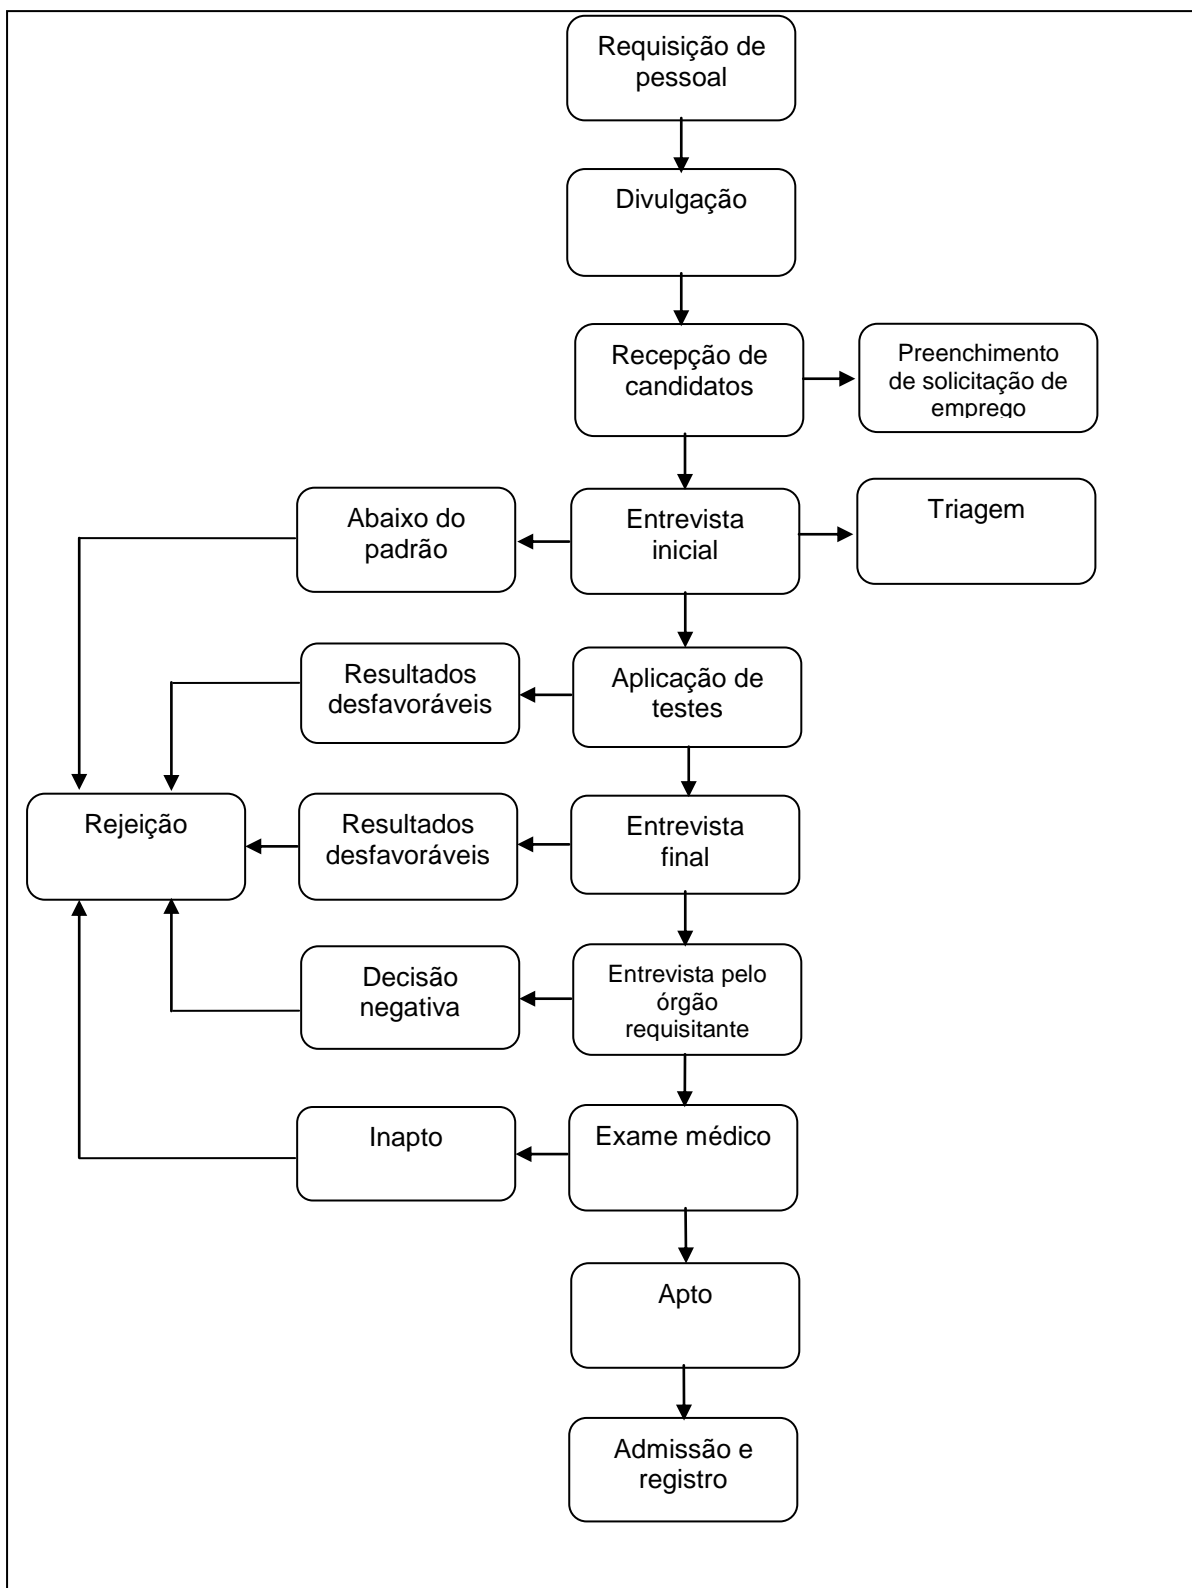 Requisição de
pessoal
Divulgação
Recepção de
candidatos
Preenchimento
de solicitação de
emprego
Abaixo do
padrão
Entrevista
inicial
Triagem
Resultados
desfavoráveis
Aplicação de
testes
Rejeição
Resultados
desfavoráveis
Entrevista
final
Decisão
negativa
Entrevista pelo
órgão
requisitante
Inapto
Exame médico
Apto
Admissão e
registro